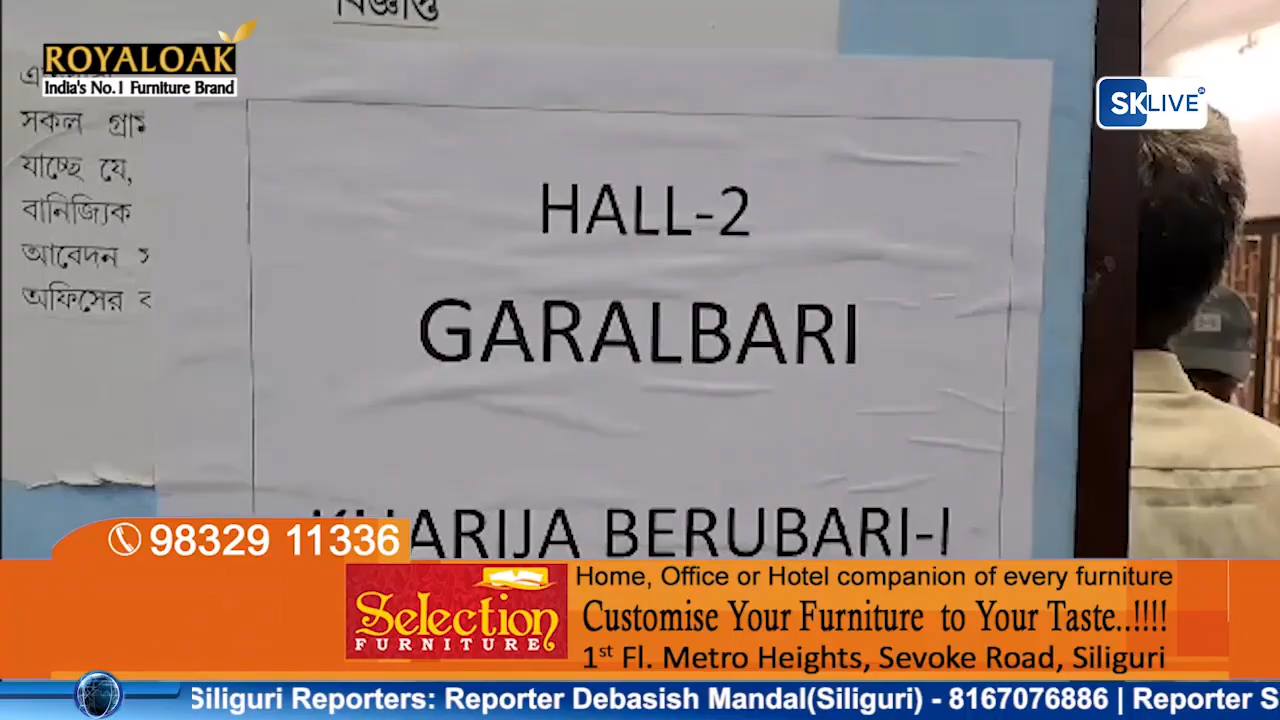 বিজ্ঞপ্তি
ROYALOAK
India's No.1 Furniture Brand
SKLIVE
সকল গ্রাম
যাচ্ছে যে,
বানিজ্যিক
আবেদন
অফিসের
HALL-2
GARALBARI
KHARIJA BERUBARI-I
98329 11336
Selection
FURNITURE
Home, Office or Hotel companion of every furniture
Customise Your Furniture to Your Taste..!!!!
1st Fl. Metro Heights, Sevoke Road, Siliguri
Siliguri Reporters: Reporter Debasish Mandal(Siliguri) - 8167076886 | Reporter S